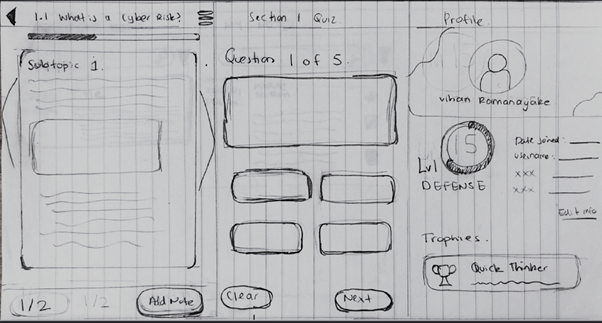 1.1 What is a Cyber Risk?
Subtopic 1.
1/2
1/2
Add Note
Section 1 Quiz
Question 1 of 5.
Clear
Next
Profile
Vihan Ramanayake
15
Lvl
DEFENSE
Date joined:
username:
xxx
xxx
Edit info
Trophies.
Quick Thinker